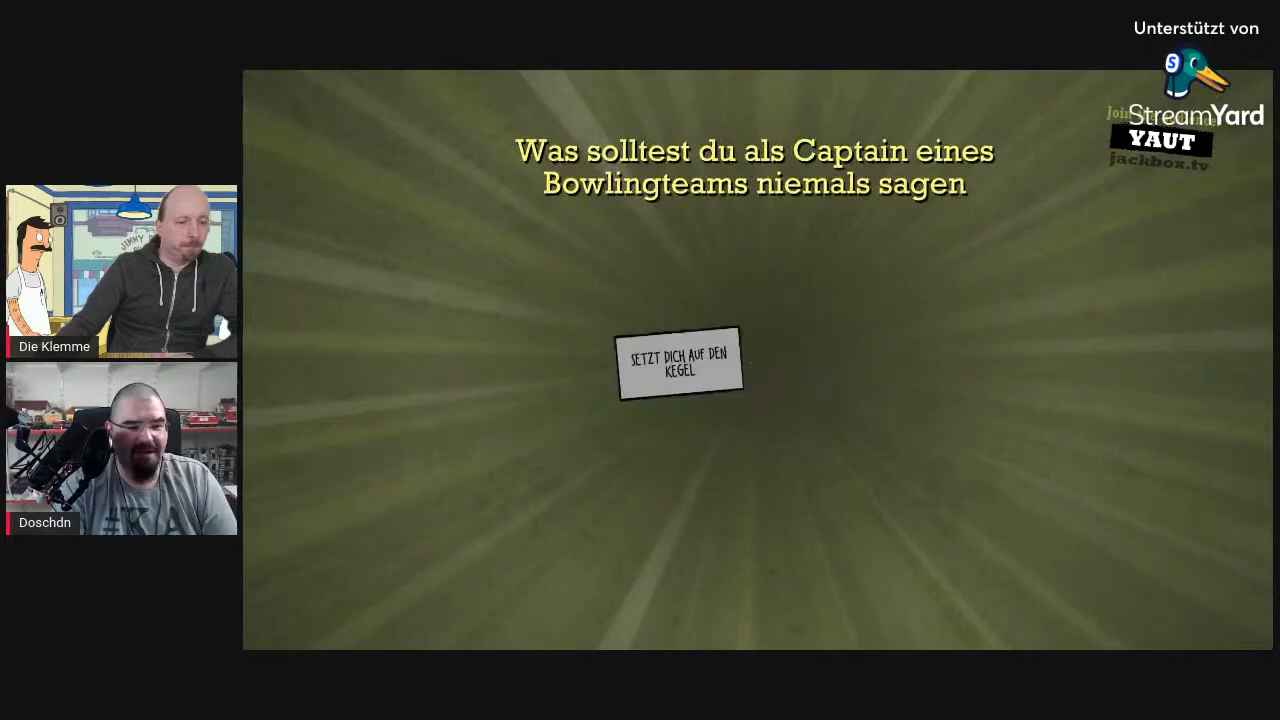 Unterstützt von
StreamYard
YAUT
jackbox.tv
Was solltest du als Captain eines
Bowlingteams niemals sagen
SETZT DICH AUF DEN
KEGEL
Die Klemme
Doschdn